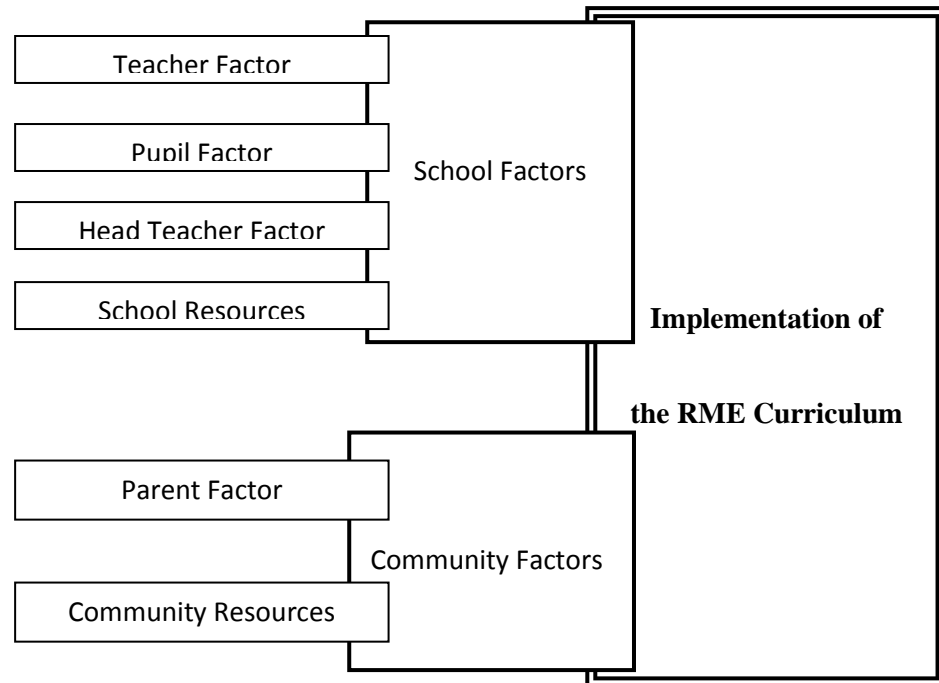 Teacher Factor
Pupil Factor
School Factors
Head Teacher Factor
School Resources
Implementation of
the RME Curriculum
Parent Factor
Community Factors
Community Resources